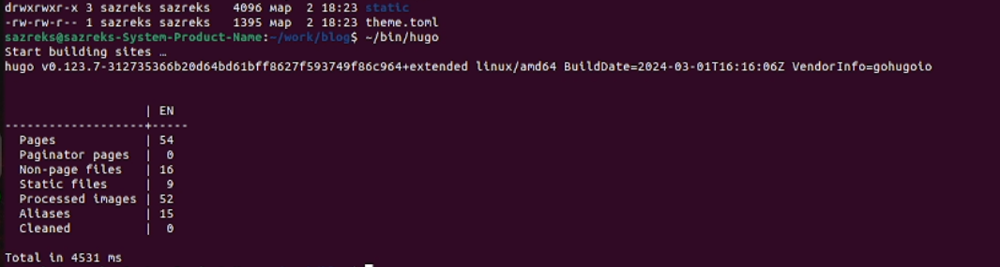 drwxrwxr-x 3 sazreks sazreks   4096 мар  2 18:23 static
-rw-rw-r-- 1 sazreks sazreks   1395 мар  2 18:23 theme.toml
sazreks@sazreks-System-Product-Name:~/work/blog$ ~/bin/hugo
Start building sites …
hugo v0.123.7-312735366b20d64bd61bff8627f593749f86c964+extended linux/amd64 BuildDate=2024-03-01T16:16:06Z VendorInfo=gohugoio
                   | EN
-------------------+-----
  Pages            | 54
  Paginator pages  |  0
  Non-page files   | 16
  Static files     |  9
  Processed images | 52
  Aliases          | 15
  Cleaned          |  0
Total in 4531 ms